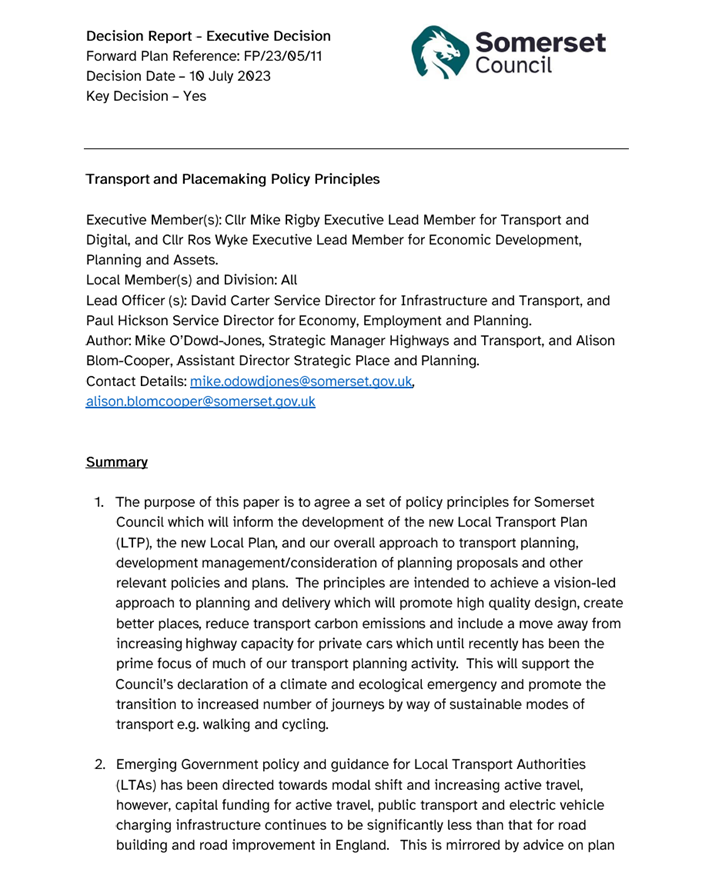 Decision Report - Executive Decision
Forward Plan Reference: FP/23/05/11
Decision Date – 10 July 2023
Key Decision – Yes
Somerset
Council
Transport and Placemaking Policy Principles
Executive Member(s): Cllr Mike Rigby Executive Lead Member for Transport and
Digital, and Cllr Ros Wyke Executive Lead Member for Economic Development,
Planning and Assets.
Local Member(s) and Division: All
Lead Officer (s): David Carter Service Director for Infrastructure and Transport, and
Paul Hickson Service Director for Economy, Employment and Planning.
Author: Mike O’Dowd-Jones, Strategic Manager Highways and Transport, and Alison
Blom-Cooper, Assistant Director Strategic Place and Planning.
Contact Details: mike.odowdjones@somerset.gov.uk,
alison.blomcooper@somerset.gov.uk
Summary
1. The purpose of this paper is to agree a set of policy principles for Somerset
Council which will inform the development of the new Local Transport Plan
(LTP), the new Local Plan, and our overall approach to transport planning,
development management/consideration of planning proposals and other
relevant policies and plans. The principles are intended to achieve a vision-led
approach to planning and delivery which will promote high quality design, create
better places, reduce transport carbon emissions and include a move away from
increasing highway capacity for private cars which until recently has been the
prime focus of much of our transport planning activity. This will support the
Council’s declaration of a climate and ecological emergency and promote the
transition to increased number of journeys by way of sustainable modes of
transport e.g. walking and cycling.
2. Emerging Government policy and guidance for Local Transport Authorities
(LTAs) has been directed towards modal shift and increasing active travel,
however, capital funding for active travel, public transport and electric vehicle
charging infrastructure continues to be significantly less than that for road
building and road improvement in England. This is mirrored by advice on plan